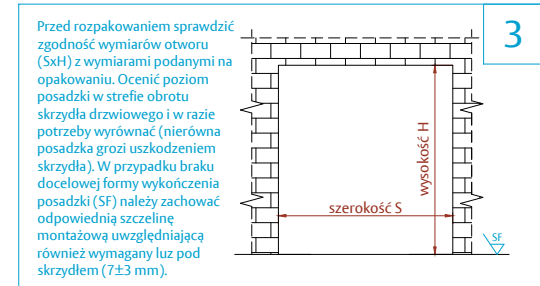 Przed rozpakowaniem sprawdzić
zgodność wymiarów otworu
(SxH) z wymiarami podanymi na
opakowaniu. Ocenić poziom
posadzki w strefie obrotu
skrzydła drzwiowego i w razie
potrzeby wyrównać (nierówna
posadzka grozi uszkodzeniem
skrzydła). W przypadku braku
docelowej formy wykończenia
posadzki (SF) należy zachować
odpowiednią szczelinę
montażową uwzględniającą
również wymagany luz pod
skrzydłem (7±3 mm).
3
wysokość H
szerokość S
SF